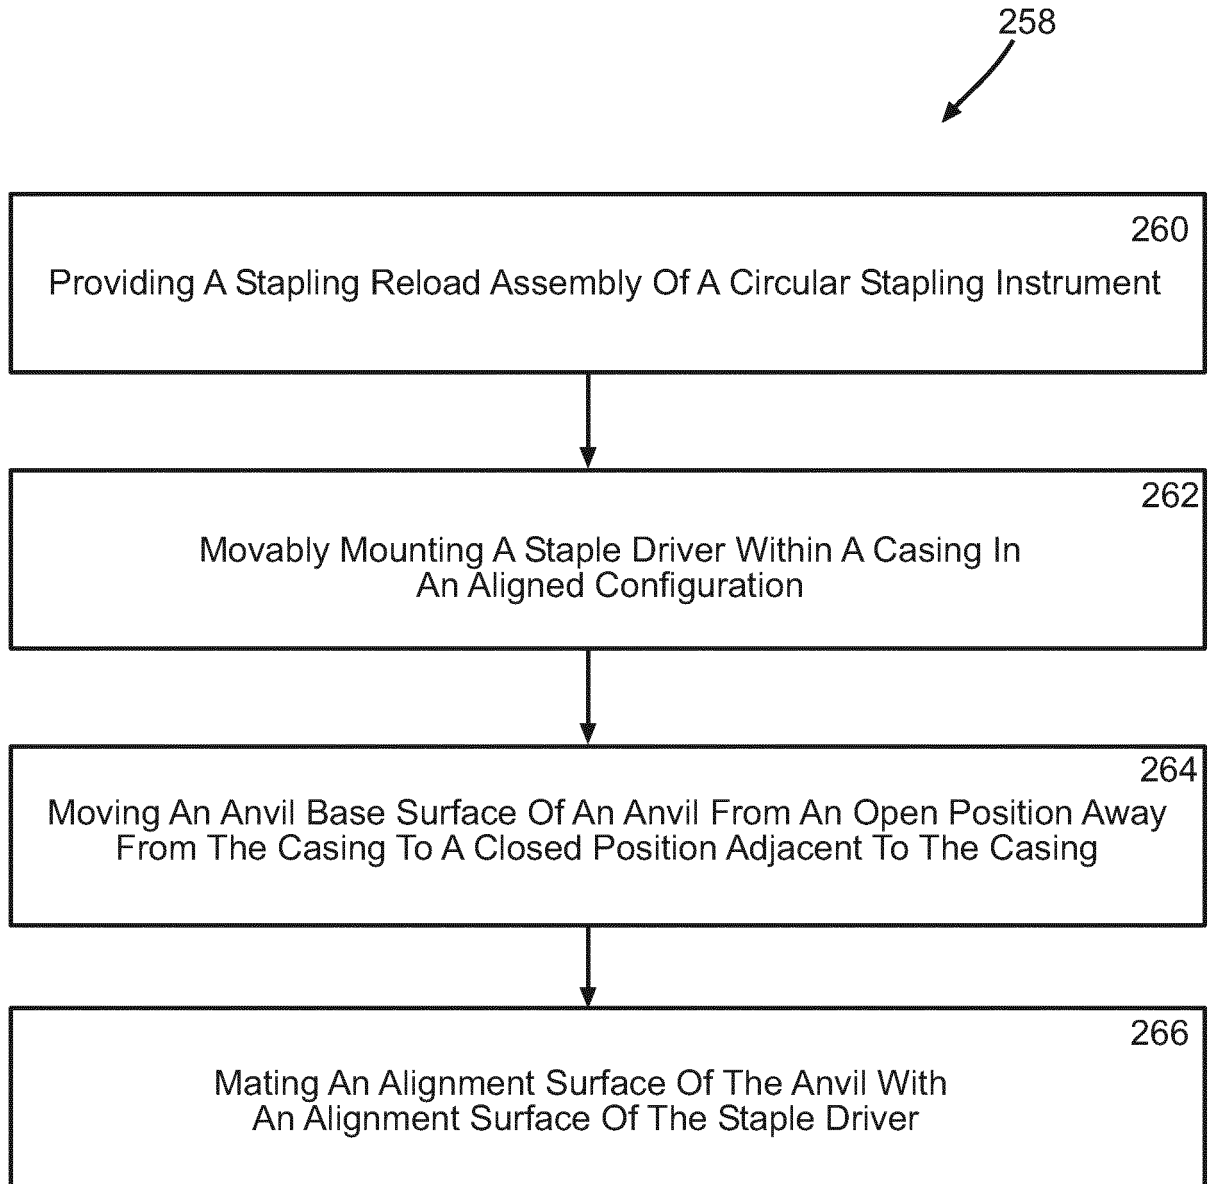 258
260
Providing A Stapling Reload Assembly Of A Circular Stapling Instrument
262
Movably Mounting A Staple Driver Within A Casing In
An Aligned Configuration
264
Moving An Anvil Base Surface Of An Anvil From An Open Position Away
From The Casing To A Closed Position Adjacent To The Casing
266
Mating An Alignment Surface Of The Anvil With
An Alignment Surface Of The Staple Driver